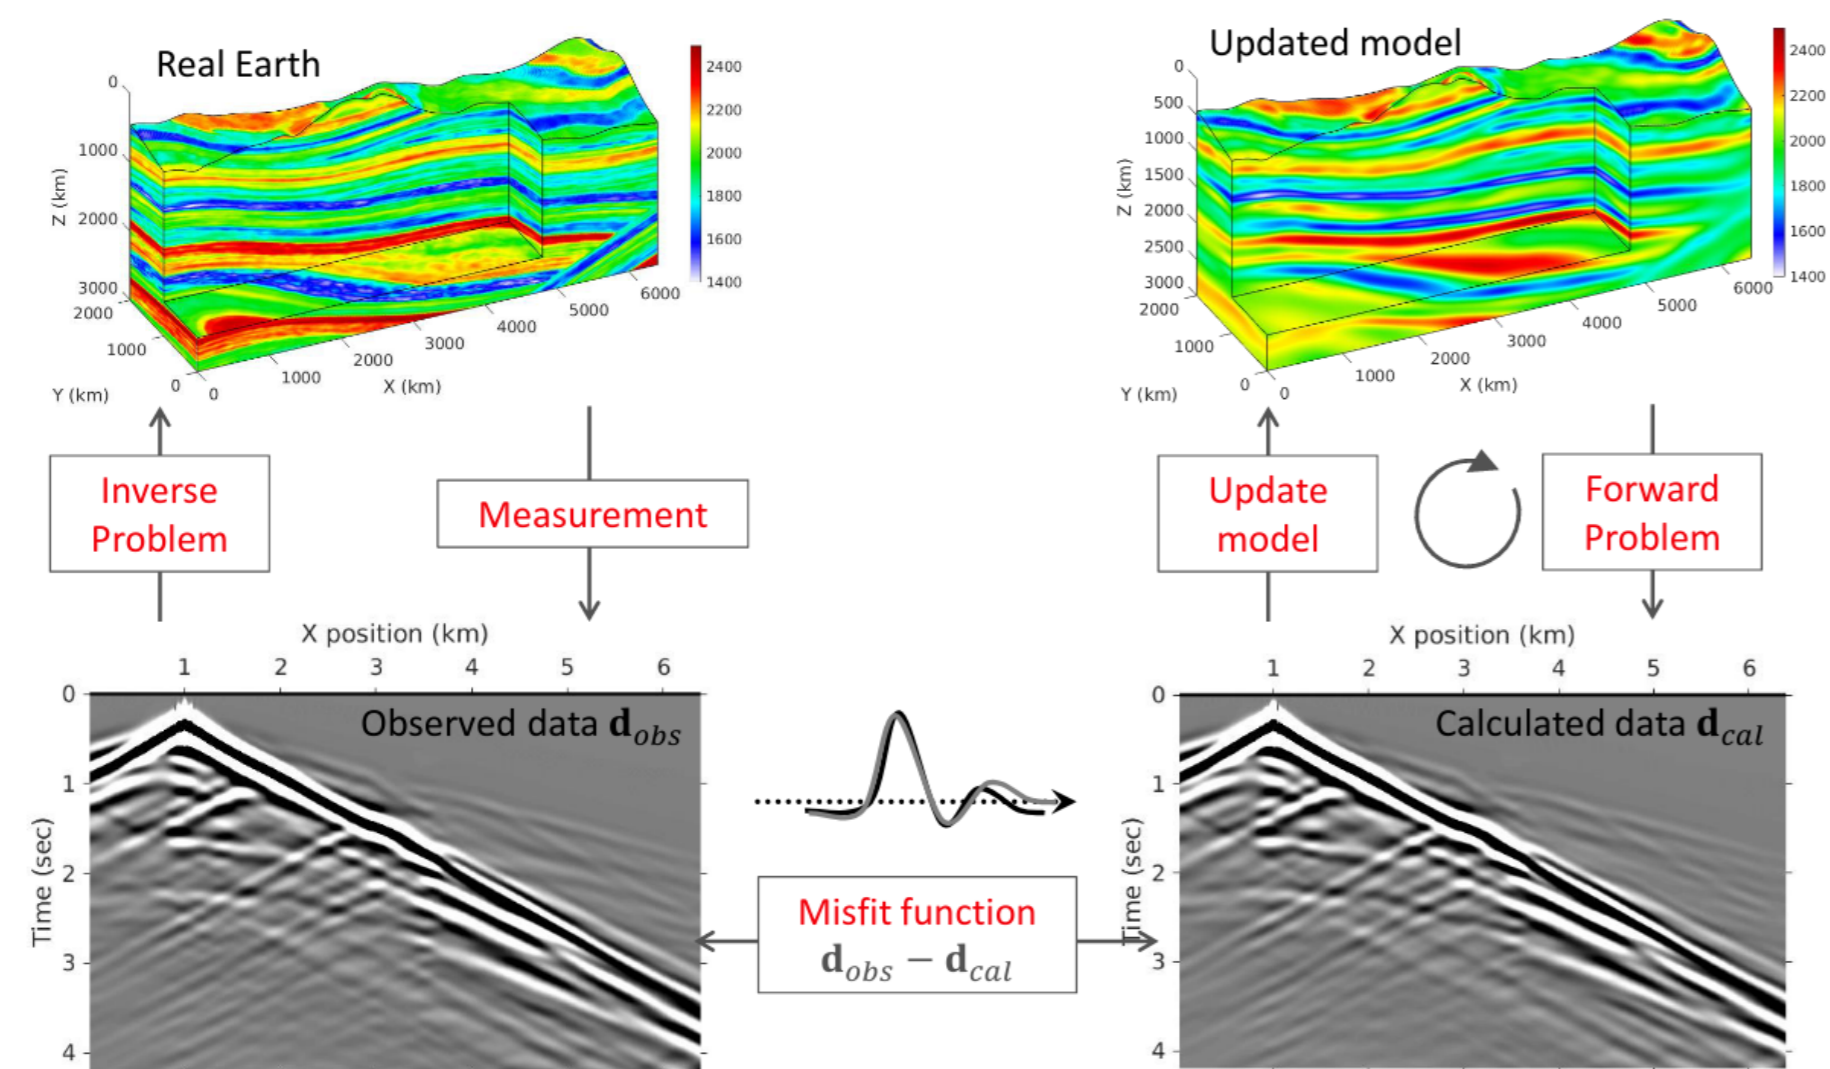 Real Earth
2400
2200
2000
1800
1600
1400
0
1000
2000
3000
Z (km)
2000
1000
0
Y (km)
0
1000
2000
3000
4000
5000
6000
X (km)
Updated model
2400
2200
2000
1800
1600
1400
0
500
1000
1500
2000
2500
3000
Z (km)
2000
1000
0
Y (km)
0
1000
2000
3000
4000
5000
6000
X (km)
Inverse
Problem
Measurement
Update
model
Forward
Problem
X position (km)
1 2 3 4 5 6
0
1
2
3
4
Time (sec)
Observed data d_obs
Misfit function
d_obs − d_cal
X position (km)
1 2 3 4 5 6
0
1
2
3
4
Time (sec)
Calculated data d_cal